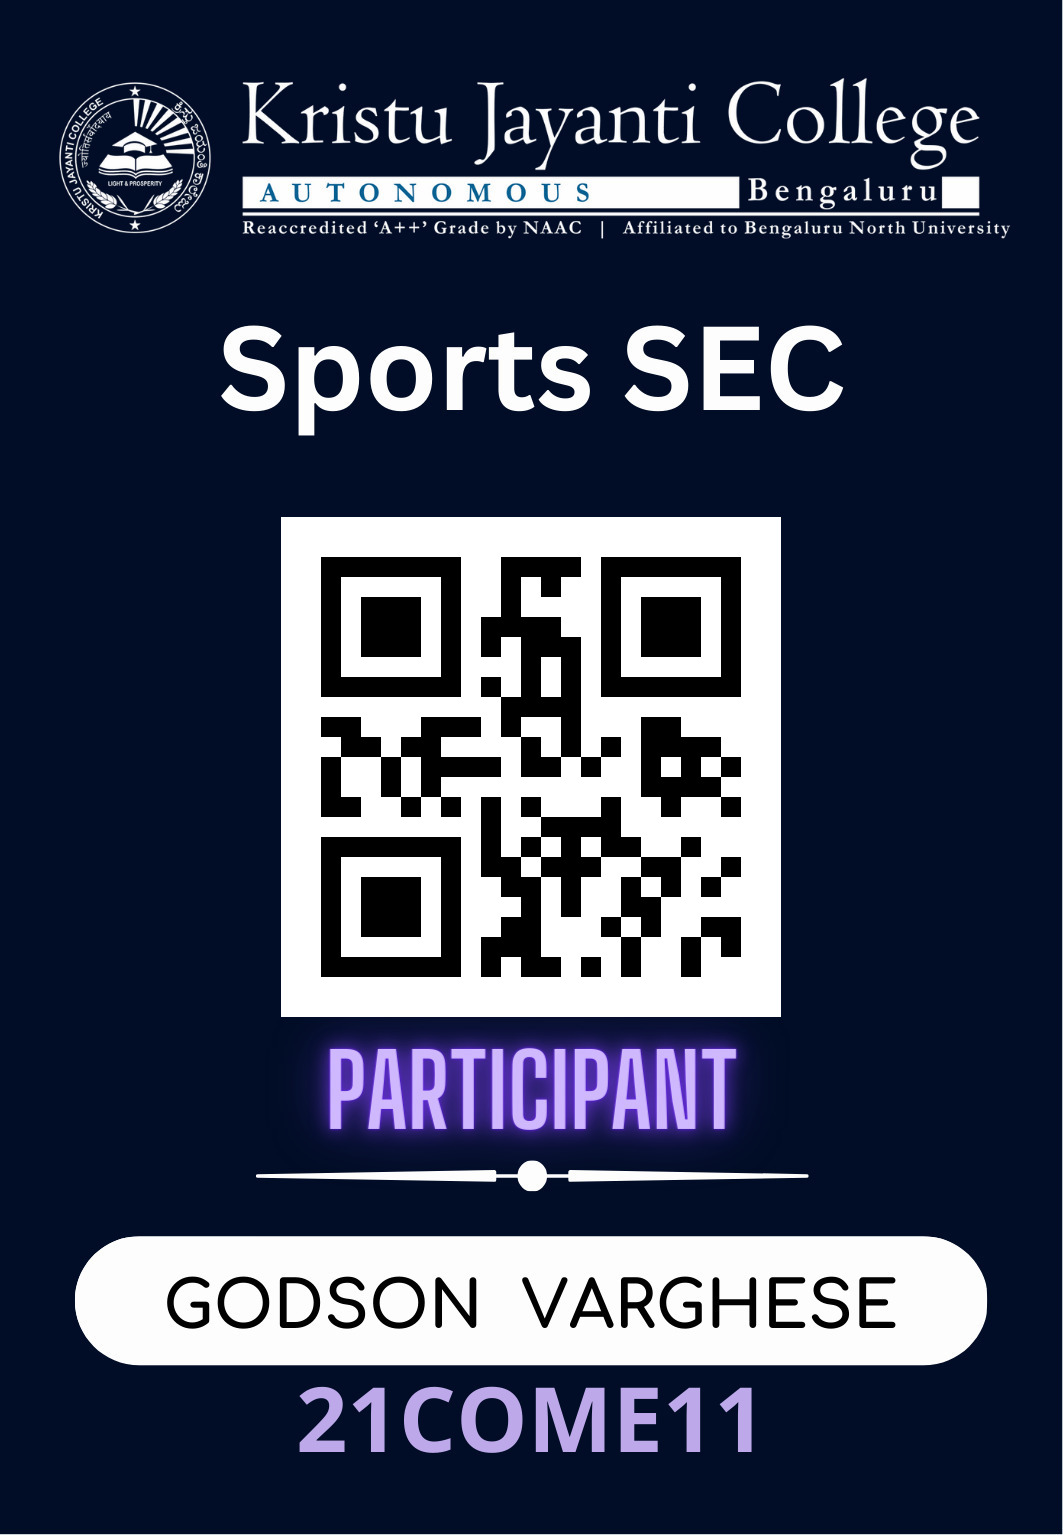 Kristu Jayanti College
AUTONOMOUS Bengaluru
Reaccredited ‘A++’ Grade by NAAC | Affiliated to Bengaluru North University
KRISTU JAYANTI COLLEGE
ಕ್ರಿಸ್ತು ಜಯಂತಿ ಕಾಲೇಜು
LIGHT & PROSPERITY
Sports SEC
PARTICIPANT
GODSON VARGHESE
21COME11